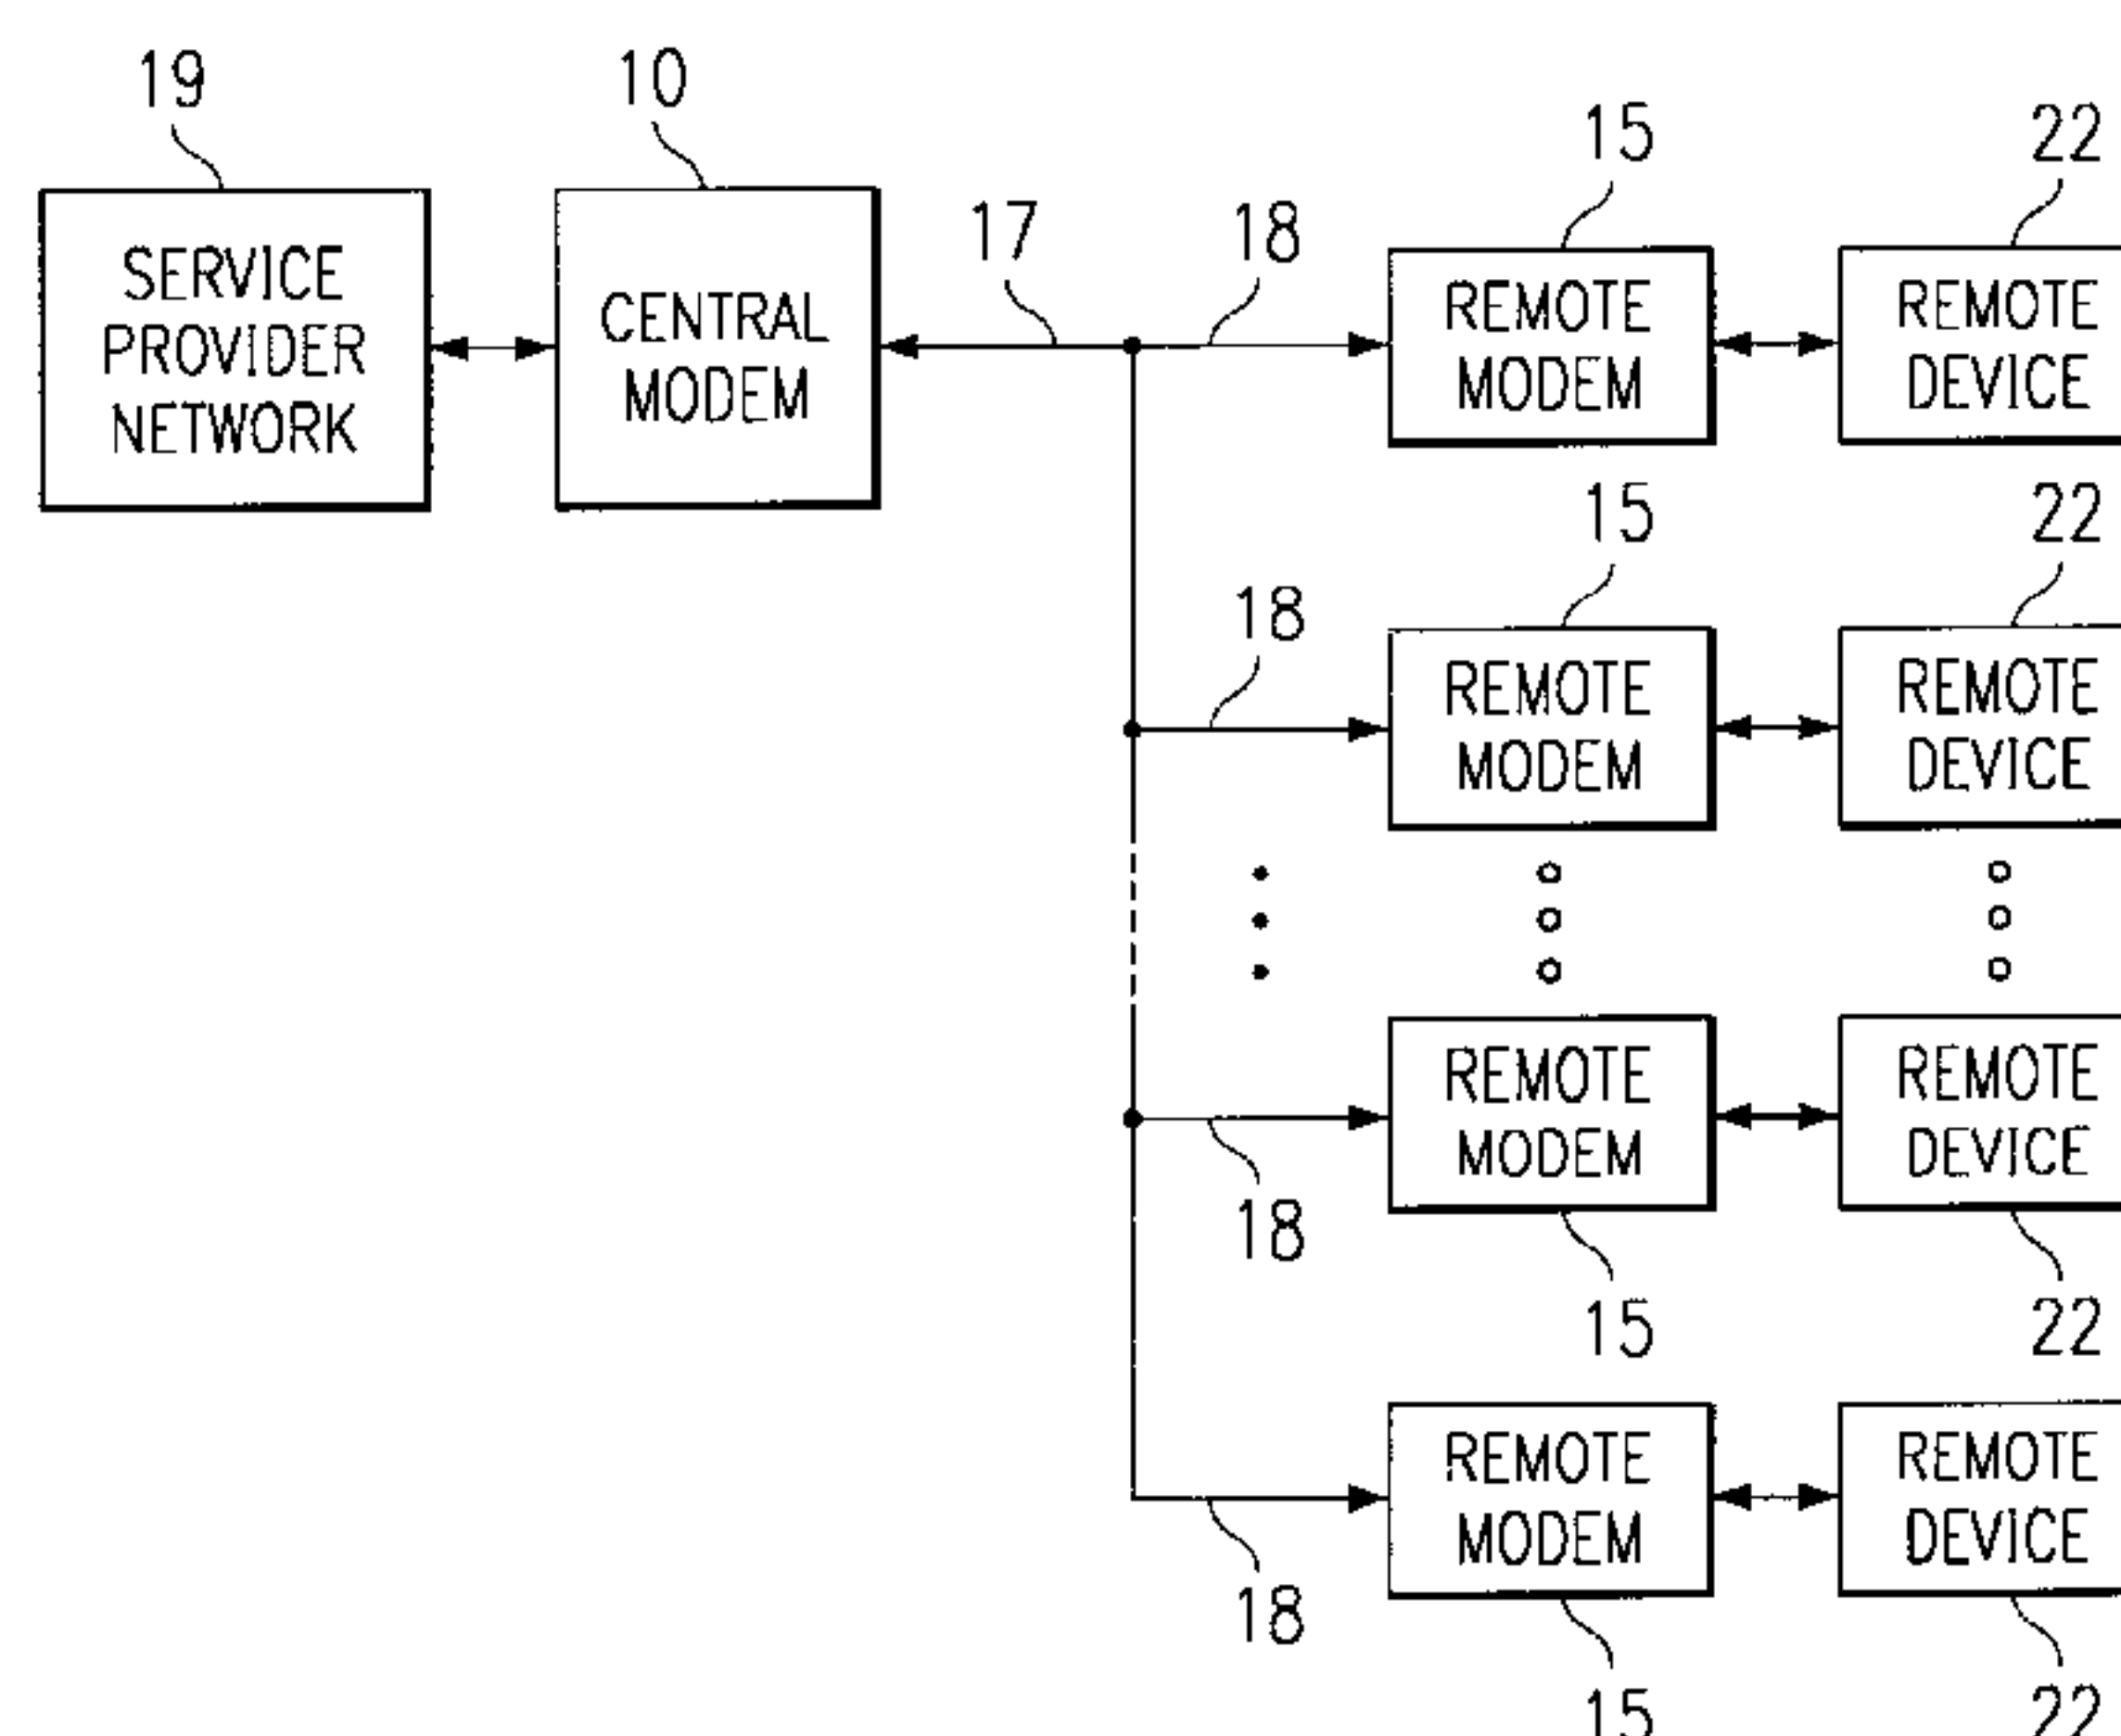 19
10
15
22
17
18
SERVICE
PROVIDER
NETWORK
CENTRAL
MODEM
REMOTE
MODEM
REMOTE
DEVICE
15
22
18
REMOTE
MODEM
REMOTE
DEVICE
REMOTE
MODEM
REMOTE
DEVICE
18
15
22
REMOTE
MODEM
REMOTE
DEVICE
18
15
22